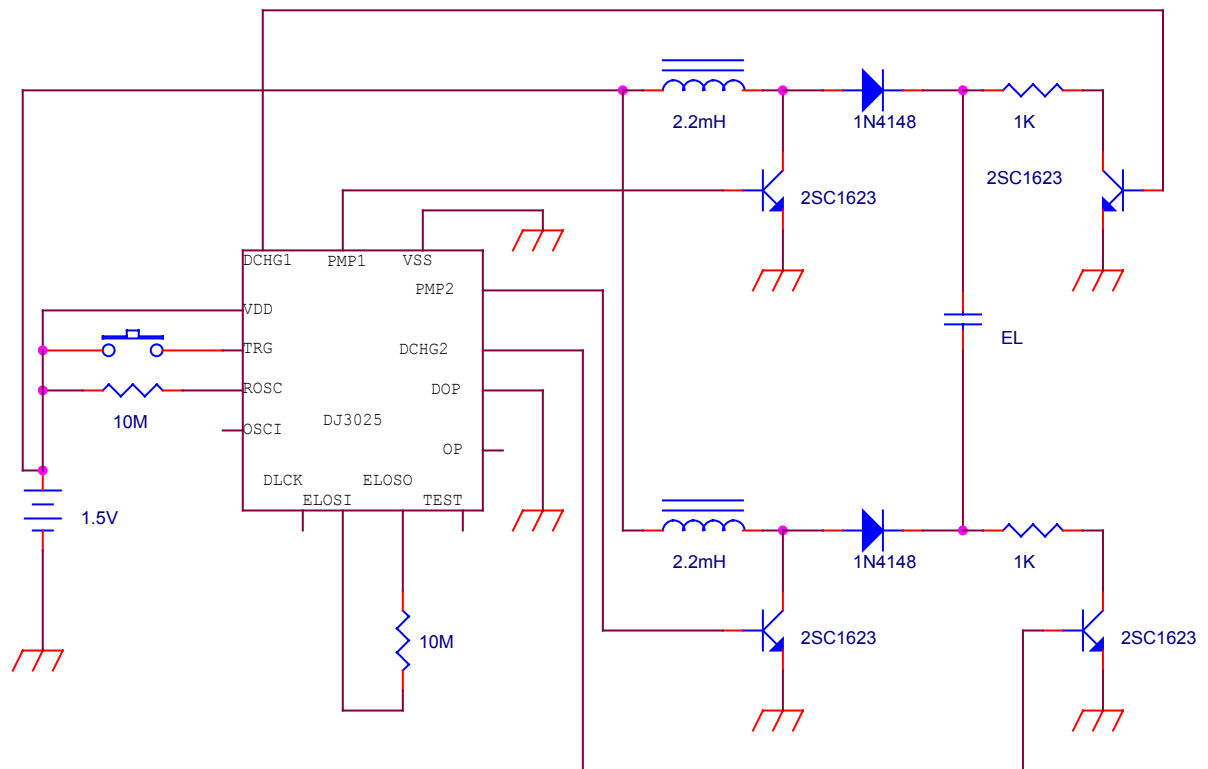 2.2mH
1N4148
1K
2SC1623
2SC1623
DCHG1
PMP1
VSS
PMP2
VDD
TRG
DCHG2
ROSC
DOP
10M
DJ3025
OSCI
OP
EL
DLCK
ELOSO
ELOSI
TEST
1.5V
2.2mH
1N4148
1K
10M
2SC1623
2SC1623